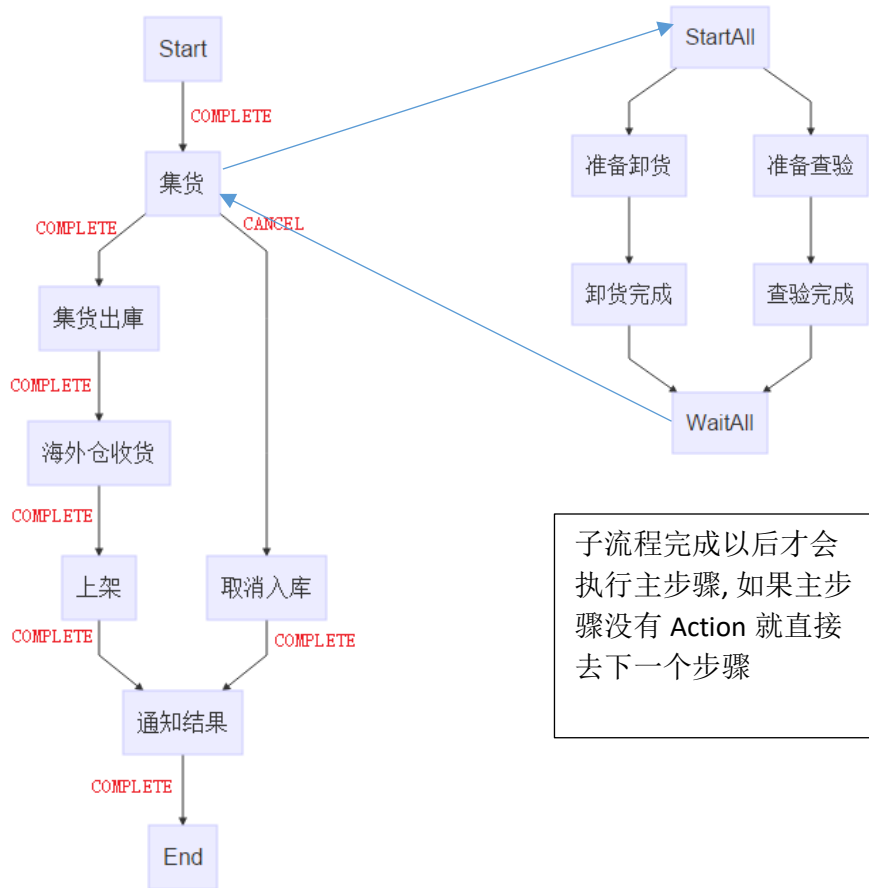 Start
COMPLETE
集货
COMPLETE
CANCEL
集货出庫
COMPLETE
海外仓收货
COMPLETE
上架
取消入库
COMPLETE
COMPLETE
通知结果
COMPLETE
End
StartAll
准备卸货
准备查验
卸货完成
查验完成
WaitAll
子流程完成以后才会
执行主步骤, 如果主步
骤没有 Action 就直接
去下一个步骤